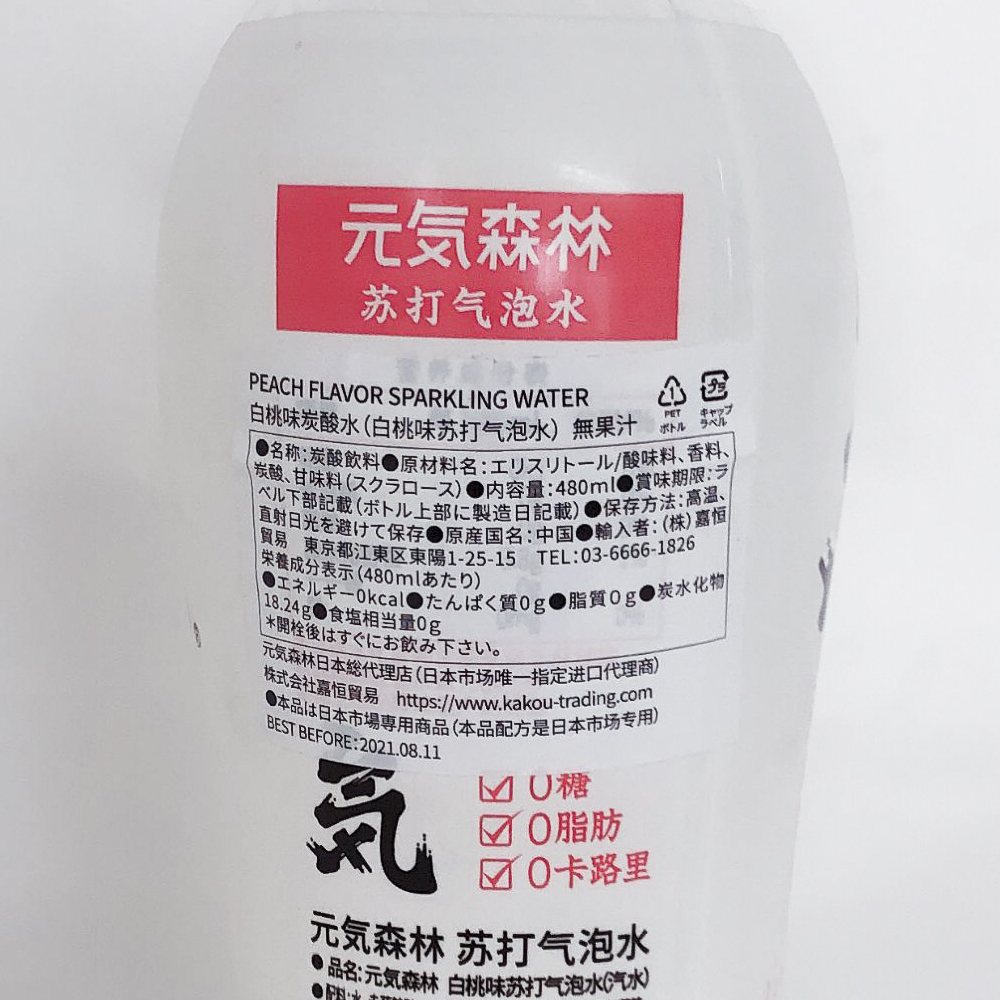 元気森林
苏打气泡水
PEACH FLAVOR SPARKLING WATER
白桃味炭酸水(白桃味苏打气泡水) 無果汁
PET
ボトル
プラ
キャップ
ラベル
●名称:炭酸飲料●原材料名:エリスリトール/酸味料、香料、
炭酸、甘味料(スクラロース)●内容量:480ml●賞味期限:ラ
ベル下部記載(ボトル上部に製造日記載)●保存方法:高温、
直射日光を避けて保存●原産国名:中国●輸入者:(株)嘉恒
貿易 東京都江東区東陽1-25-15 TEL:03-6666-1826
栄養成分表示(480mlあたり)
●エネルギー0kcal●たんぱく質0g●脂質0g●炭水化物
18.24g●食塩相当量0g
*開栓後はすぐにお飲み下さい。
元気森林日本総代理店(日本市场唯一指定进口代理商)
株式会社嘉恒貿易 https://www.kakou-trading.com
●本品は日本市場専用商品(本品配方是日本市场专用)
BEST BEFORE:2021.08.11
気
0糖
0脂肪
0卡路里
元気森林 苏打气泡水
●品名:元気森林 白桃味苏打气泡水(汽水)